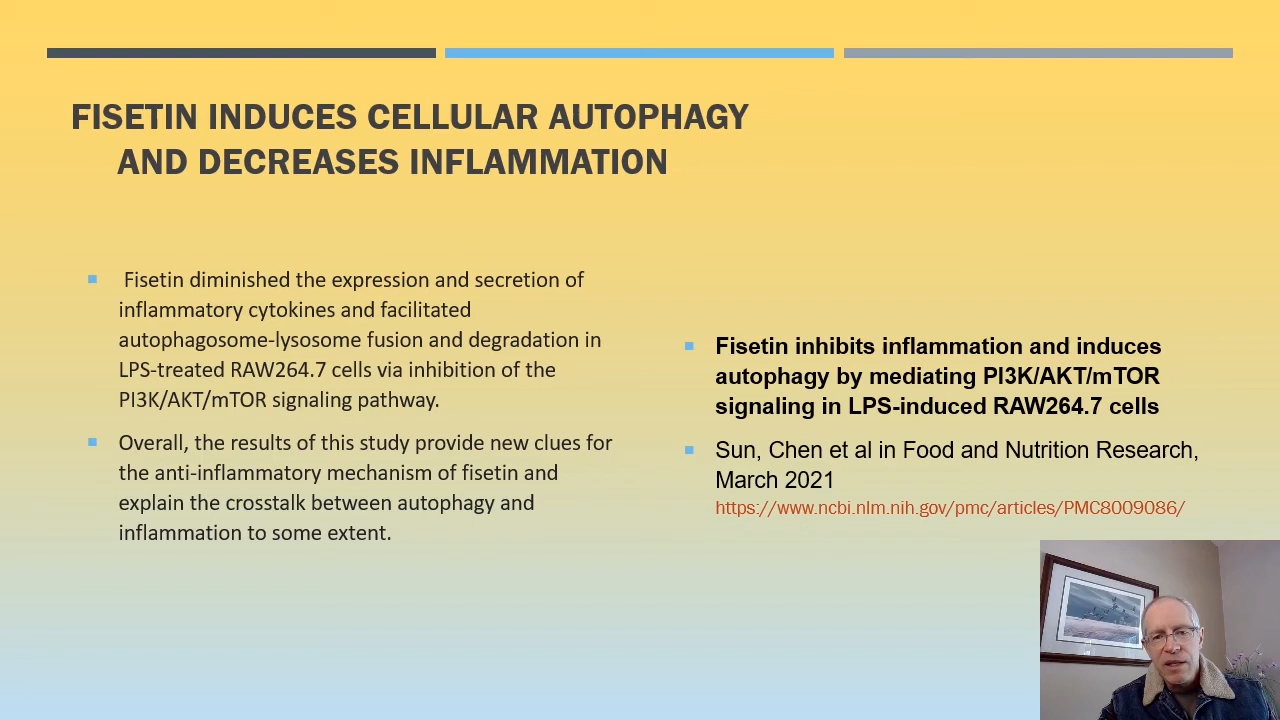 FISETIN INDUCES CELLULAR AUTOPHAGY
AND DECREASES INFLAMMATION
Fisetin diminished the expression and secretion of
inflammatory cytokines and facilitated
autophagosome-lysosome fusion and degradation in
LPS-treated RAW264.7 cells via inhibition of the
PI3K/AKT/mTOR signaling pathway.
Overall, the results of this study provide new clues for
the anti-inflammatory mechanism of fisetin and
explain the crosstalk between autophagy and
inflammation to some extent.
Fisetin inhibits inflammation and induces
autophagy by mediating PI3K/AKT/mTOR
signaling in LPS-induced RAW264.7 cells
Sun, Chen et al in Food and Nutrition Research,
March 2021
https://www.ncbi.nlm.nih.gov/pmc/articles/PMC8009086/